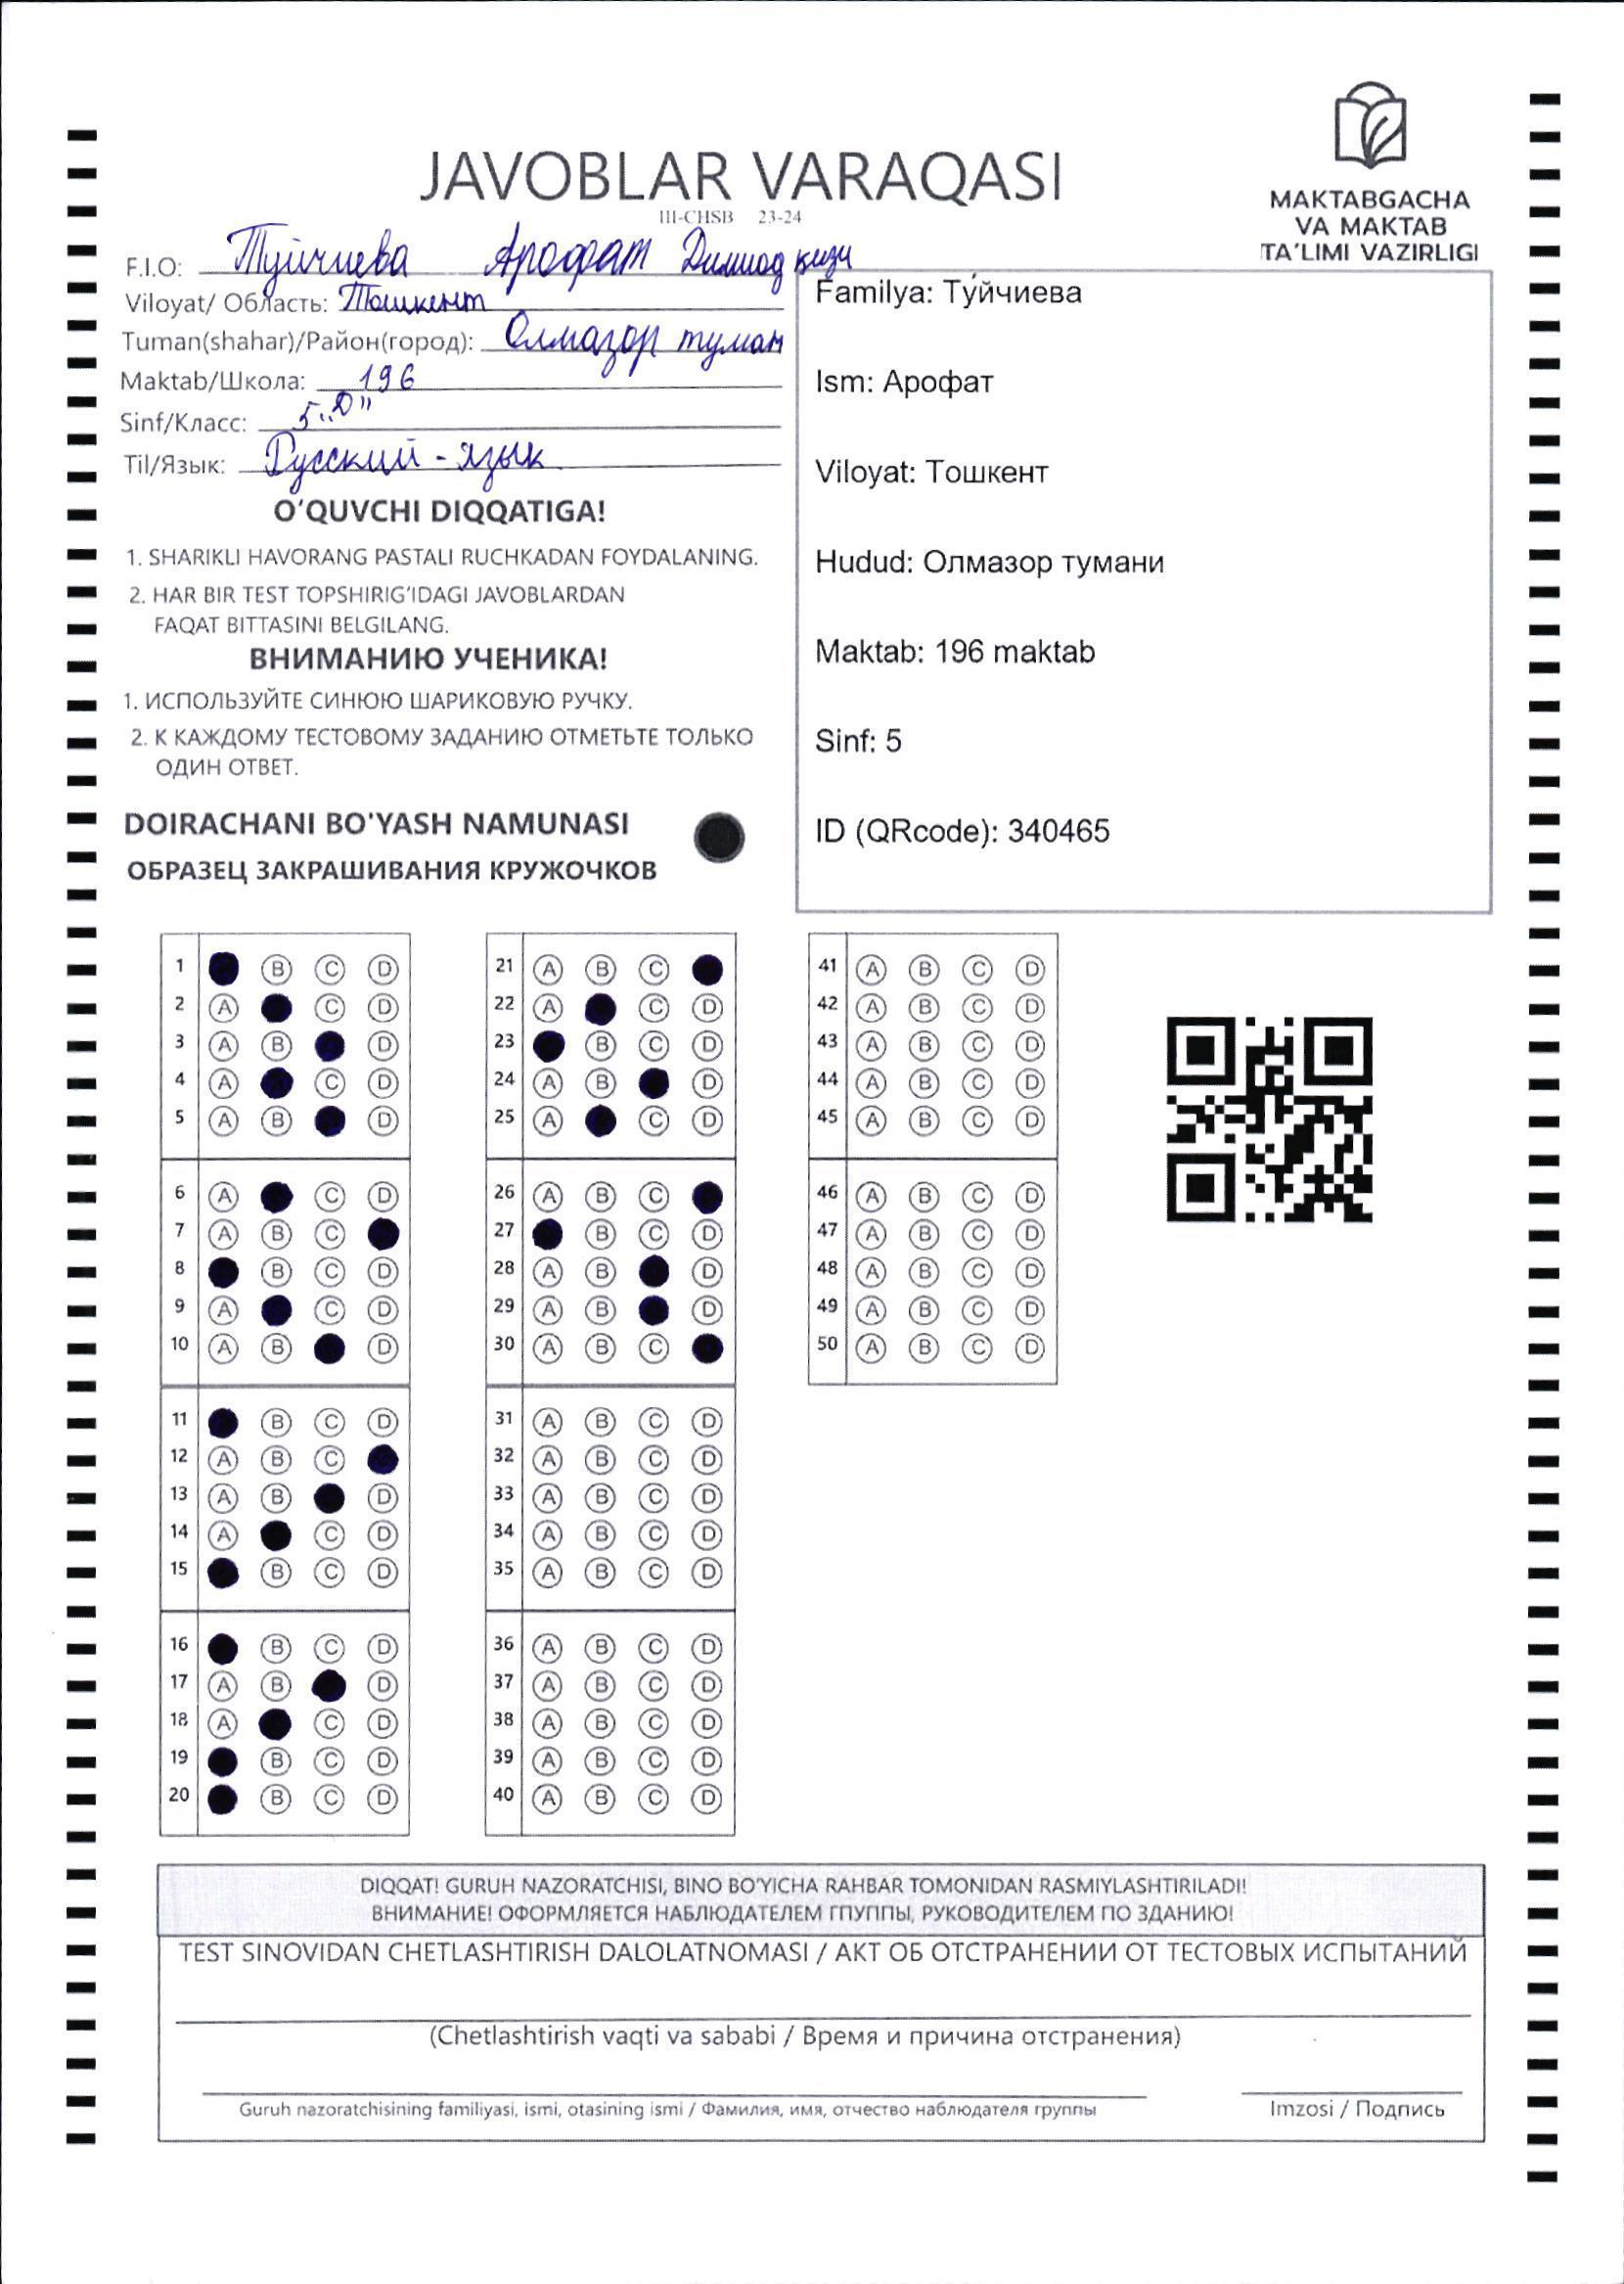 MAKTABGACHA
VA MAKTAB
TA'LIMI VAZIRLIGI
JAVOBLAR VARAQASI
III-CHSB 23-24
F.I.O: Туйчиева Арофат Дилшод кизи
Viloyat/ Область: Тошкент
Tuman(shahar)/Район(город): Олмазор туман
Maktab/Школа: 196
Sinf/Класс: 5 „D”
Til/Язык: Русский - язык
O'QUVCHI DIQQATIGA!
1. SHARIKLI HAVORANG PASTALI RUCHKADAN FOYDALANING.
2. HAR BIR TEST TOPSHIRIG'IDAGI JAVOBLARDAN
FAQAT BITTASINI BELGILANG.
ВНИМАНИЮ УЧЕНИКА!
1. ИСПОЛЬЗУЙТЕ СИНЮЮ ШАРИКОВУЮ РУЧКУ.
2. К КАЖДОМУ ТЕСТОВОМУ ЗАДАНИЮ ОТМЕТЬТЕ ТОЛЬКО
ОДИН ОТВЕТ.
DOIRACHANI BO'YASH NAMUNASI
ОБРАЗЕЦ ЗАКРАШИВАНИЯ КРУЖОЧКОВ
Familya: Туйчиева
Ism: Арофат
Viloyat: Тошкент
Hudud: Олмазор тумани
Maktab: 196 maktab
Sinf: 5
ID (QRcode): 340465
1 B C D
2 A C D
3 A B D
4 A C D
5 A B D
6 A C D
7 A B C
8 B C D
9 A C D
10 A B D
11 B C D
12 A B C
13 A B D
14 A C D
15 B C D
16 B C D
17 A B D
18 A C D
19 B C D
20 B C D
21 A B C
22 A C D
23 B C D
24 A B D
25 A C D
26 A B C
27 B C D
28 A B D
29 A B D
30 A B C
31 A B C D
32 A B C D
33 A B C D
34 A B C D
35 A B C D
36 A B C D
37 A B C D
38 A B C D
39 A B C D
40 A B C D
41 A B C D
42 A B C D
43 A B C D
44 A B C D
45 A B C D
46 A B C D
47 A B C D
48 A B C D
49 A B C D
50 A B C D
DIQQAT! GURUH NAZORATCHISI, BINO BO'YICHA RAHBAR TOMONIDAN RASMIYLASHTIRILADI!
ВНИМАНИЕ! ОФОРМЛЯЕТСЯ НАБЛЮДАТЕЛЕМ ГПУППЫ, РУКОВОДИТЕЛЕМ ПО ЗДАНИЮ!
TEST SINOVIDAN CHETLASHTIRISH DALOLATNOMASI / АКТ ОБ ОТСТРАНЕНИИ ОТ ТЕСТОВЫХ ИСПЫТАНИЙ
(Chetlashtirish vaqti va sababi / Время и причина отстранения)
Guruh nazoratchisining familiyasi, ismi, otasining ismi / Фамилия, имя, отчество наблюдателя группы
Imzosi / Подпись